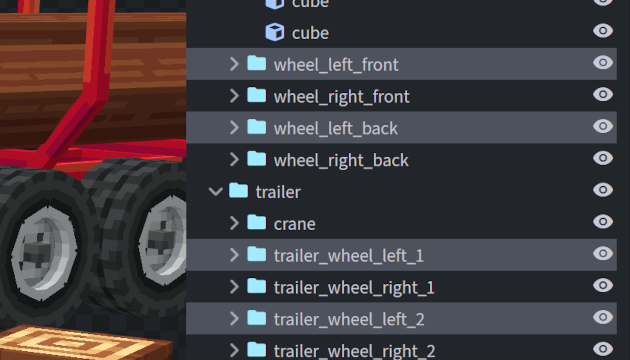 cube
cube
wheel_left_front
wheel_right_front
wheel_left_back
wheel_right_back
trailer
crane
trailer_wheel_left_1
trailer_wheel_right_1
trailer_wheel_left_2
trailer_wheel_right_2